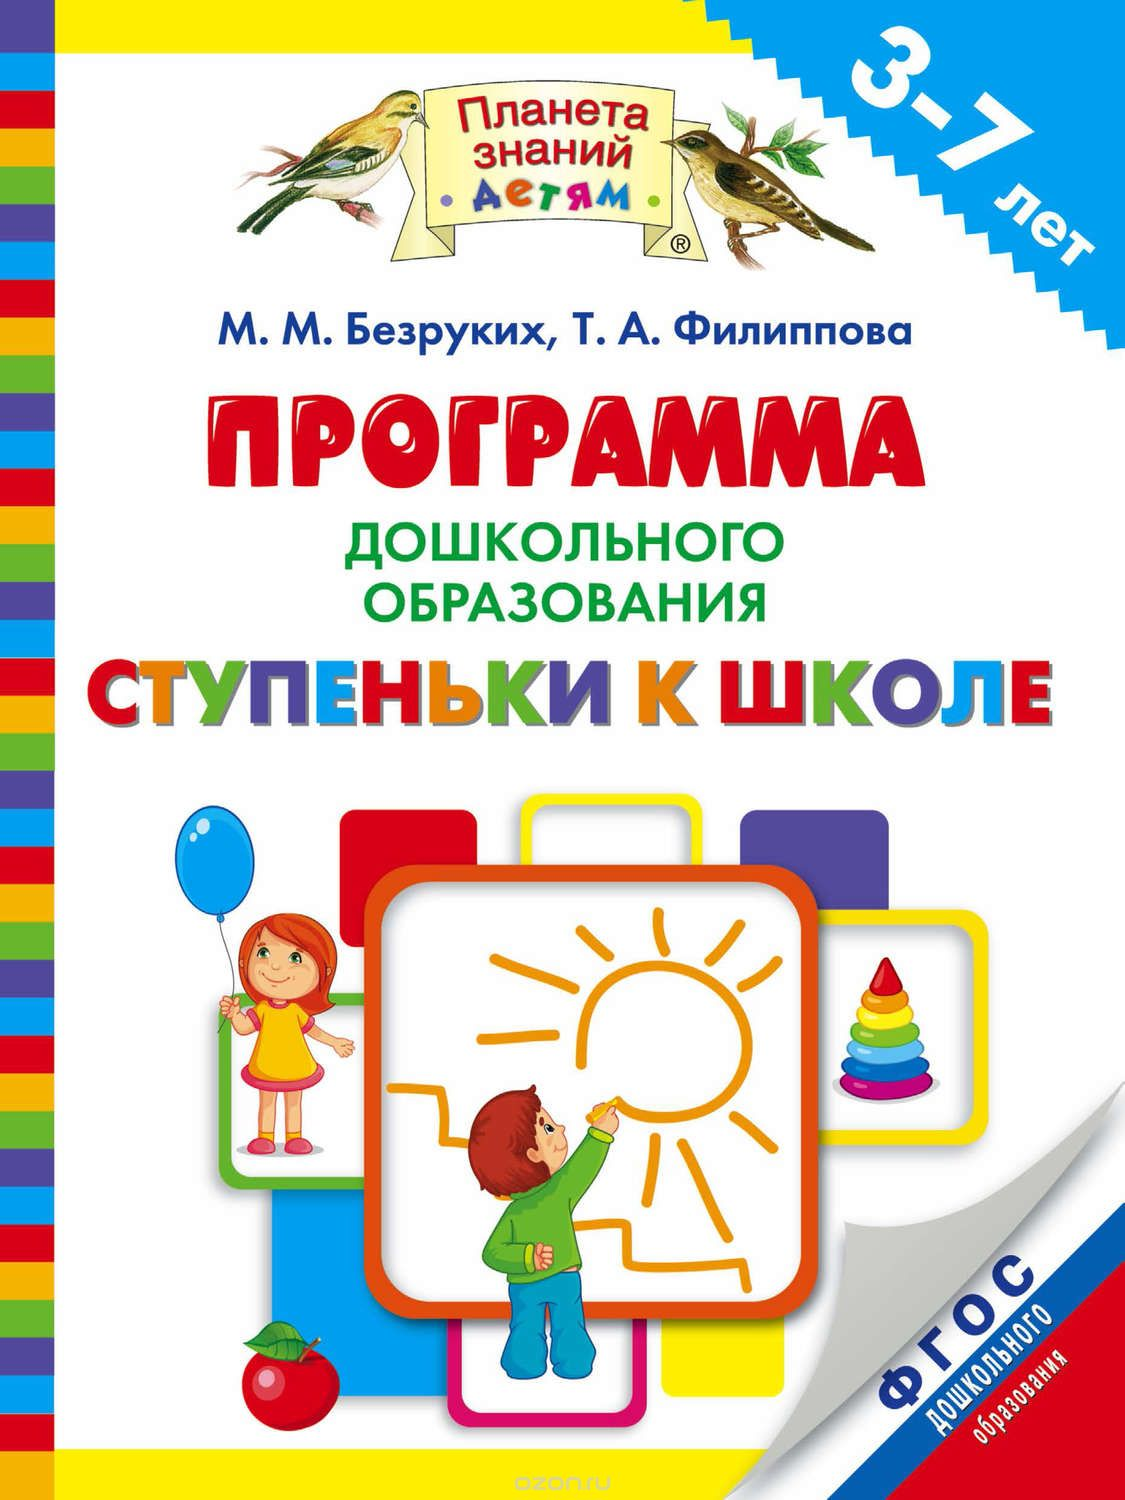 3-7 лет
Планета
знаний
детям
®
М. М. Безруких, Т. А. Филиппова
ПРОГРАММА
ДОШКОЛЬНОГО
ОБРАЗОВАНИЯ
СТУПЕНЬКИ К ШКОЛЕ
ФГОС
ДОШКОЛЬНОГО
образования
ozon.ru